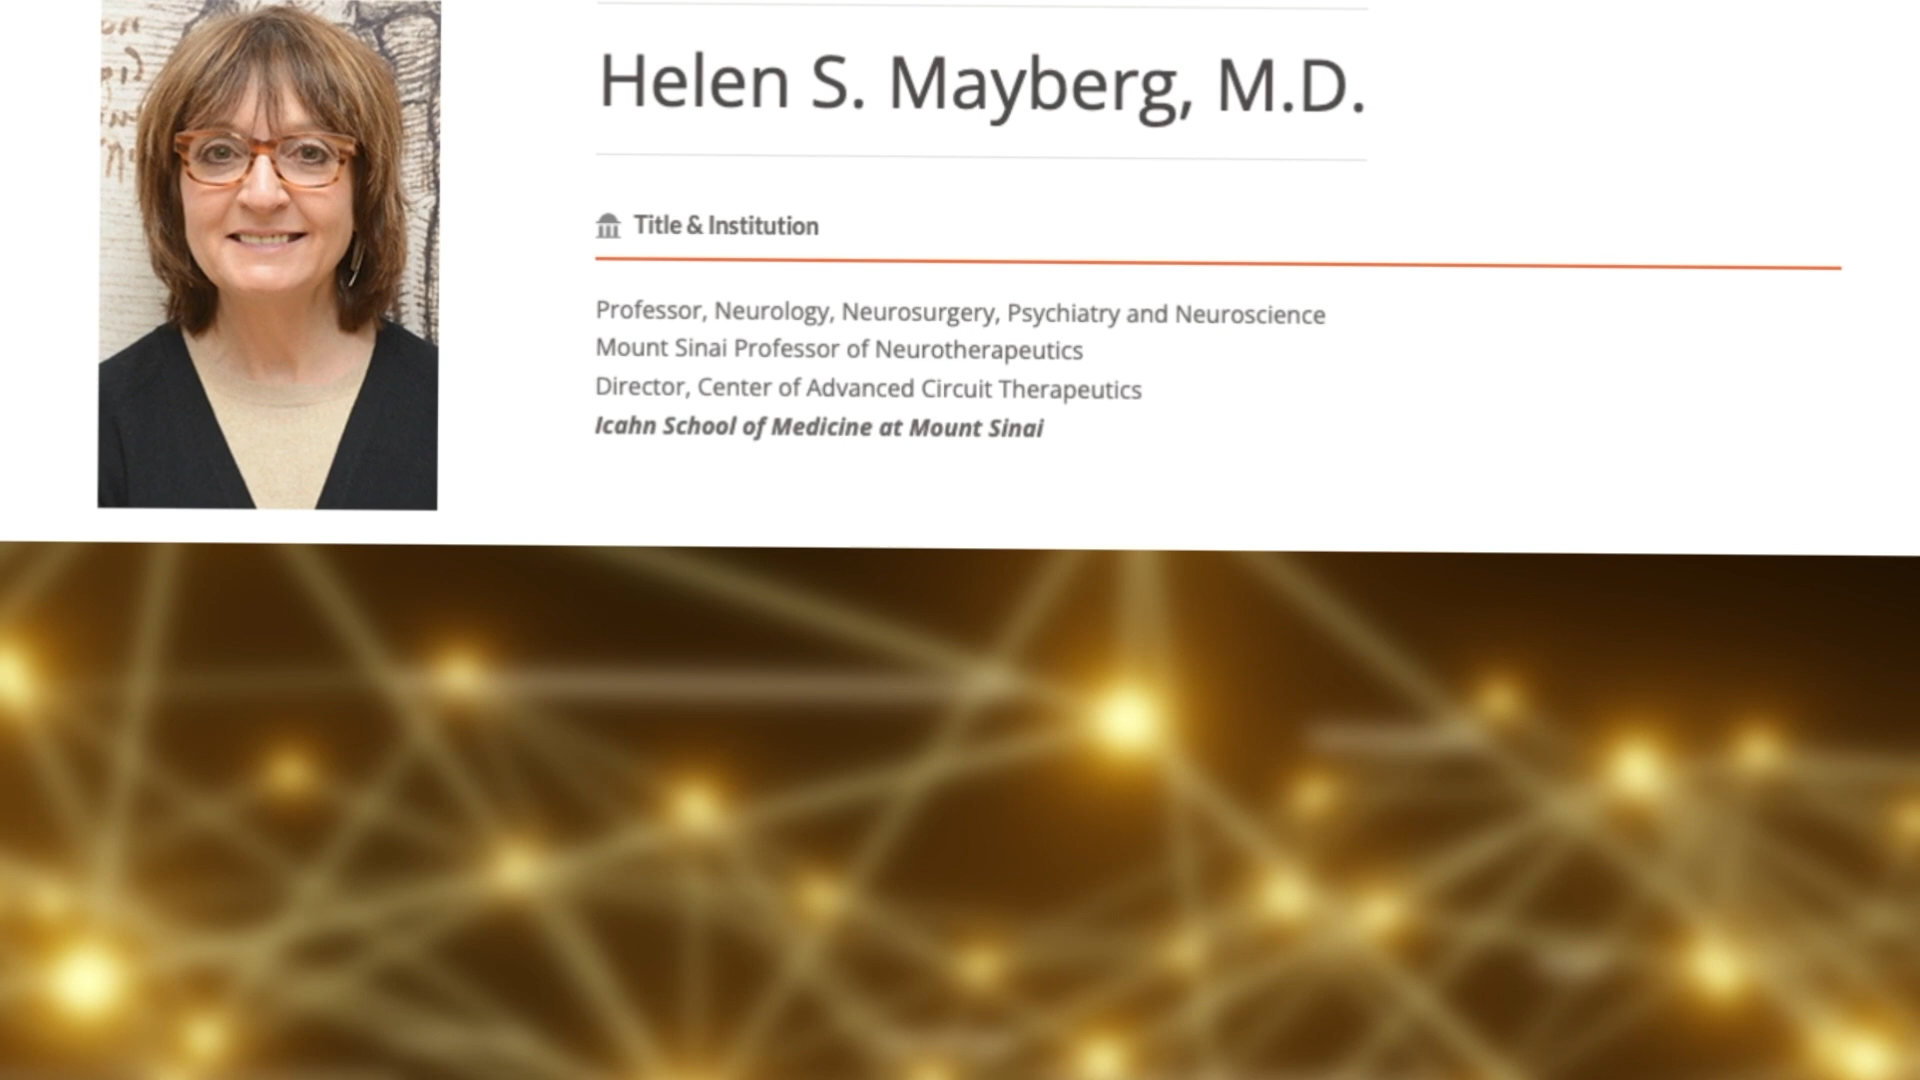 Helen S. Mayberg, M.D.
Title & Institution
Professor, Neurology, Neurosurgery, Psychiatry and Neuroscience
Mount Sinai Professor of Neurotherapeutics
Director, Center of Advanced Circuit Therapeutics
Icahn School of Medicine at Mount Sinai